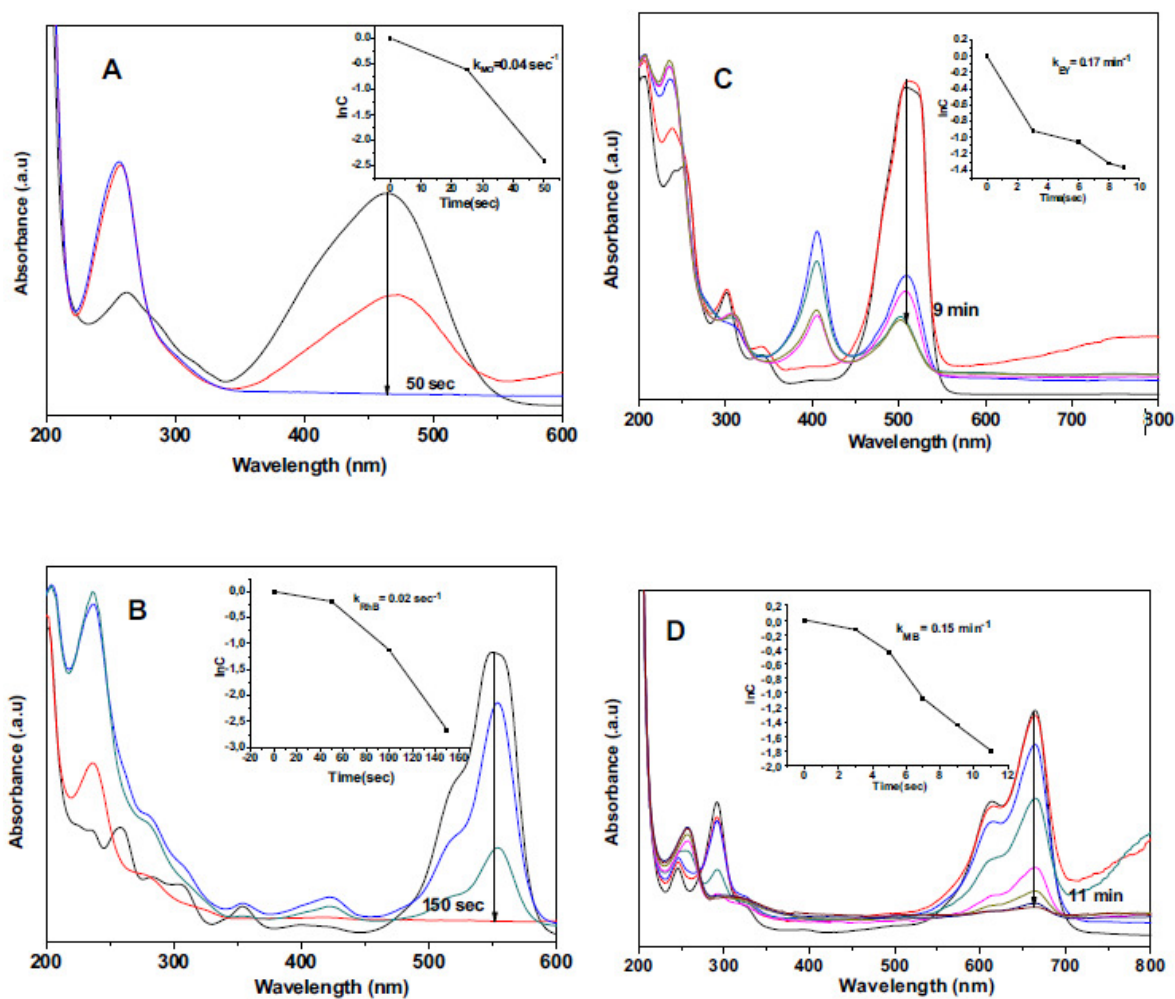 A
Absorbance (.a.u)
0.0
-0.5
-1.0
-1.5
-2.0
-2.5
lnC
kMO=0.04 sec-1
0 10 20 30 40 50
Time(sec)
50 sec
200 300 400 500 600
Wavelength (nm)
C
Absorbance (.a.u)
0,2
0,0
-0,2
-0,4
-0,6
-0,8
-1,0
-1,2
-1,4
lnC
kEY = 0.17 min-1
0 2 4 6 8 10
Time(sec)
9 min
200 300 400 500 600 700 800
Wavelength (nm)
B
Absorbance (.a.u)
0,0
-0,5
-1,0
-1,5
-2,0
-2,5
-3,0
lnC
kRhB = 0.02 sec-1
-20 0 20 40 60 80 100 120 140 160
Time(sec)
150 sec
200 300 400 500 600
Wavelength (nm)
D
Absorbance (.a.u)
0,2
0,0
-0,2
-0,4
-0,6
-0,8
-1,0
-1,2
-1,4
-1,6
-1,8
-2,0
lnC
kMB = 0.15 min-1
0 2 4 6 8 10 12
Time(sec)
11 min
200 300 400 500 600 700 800
Wavelength (nm)